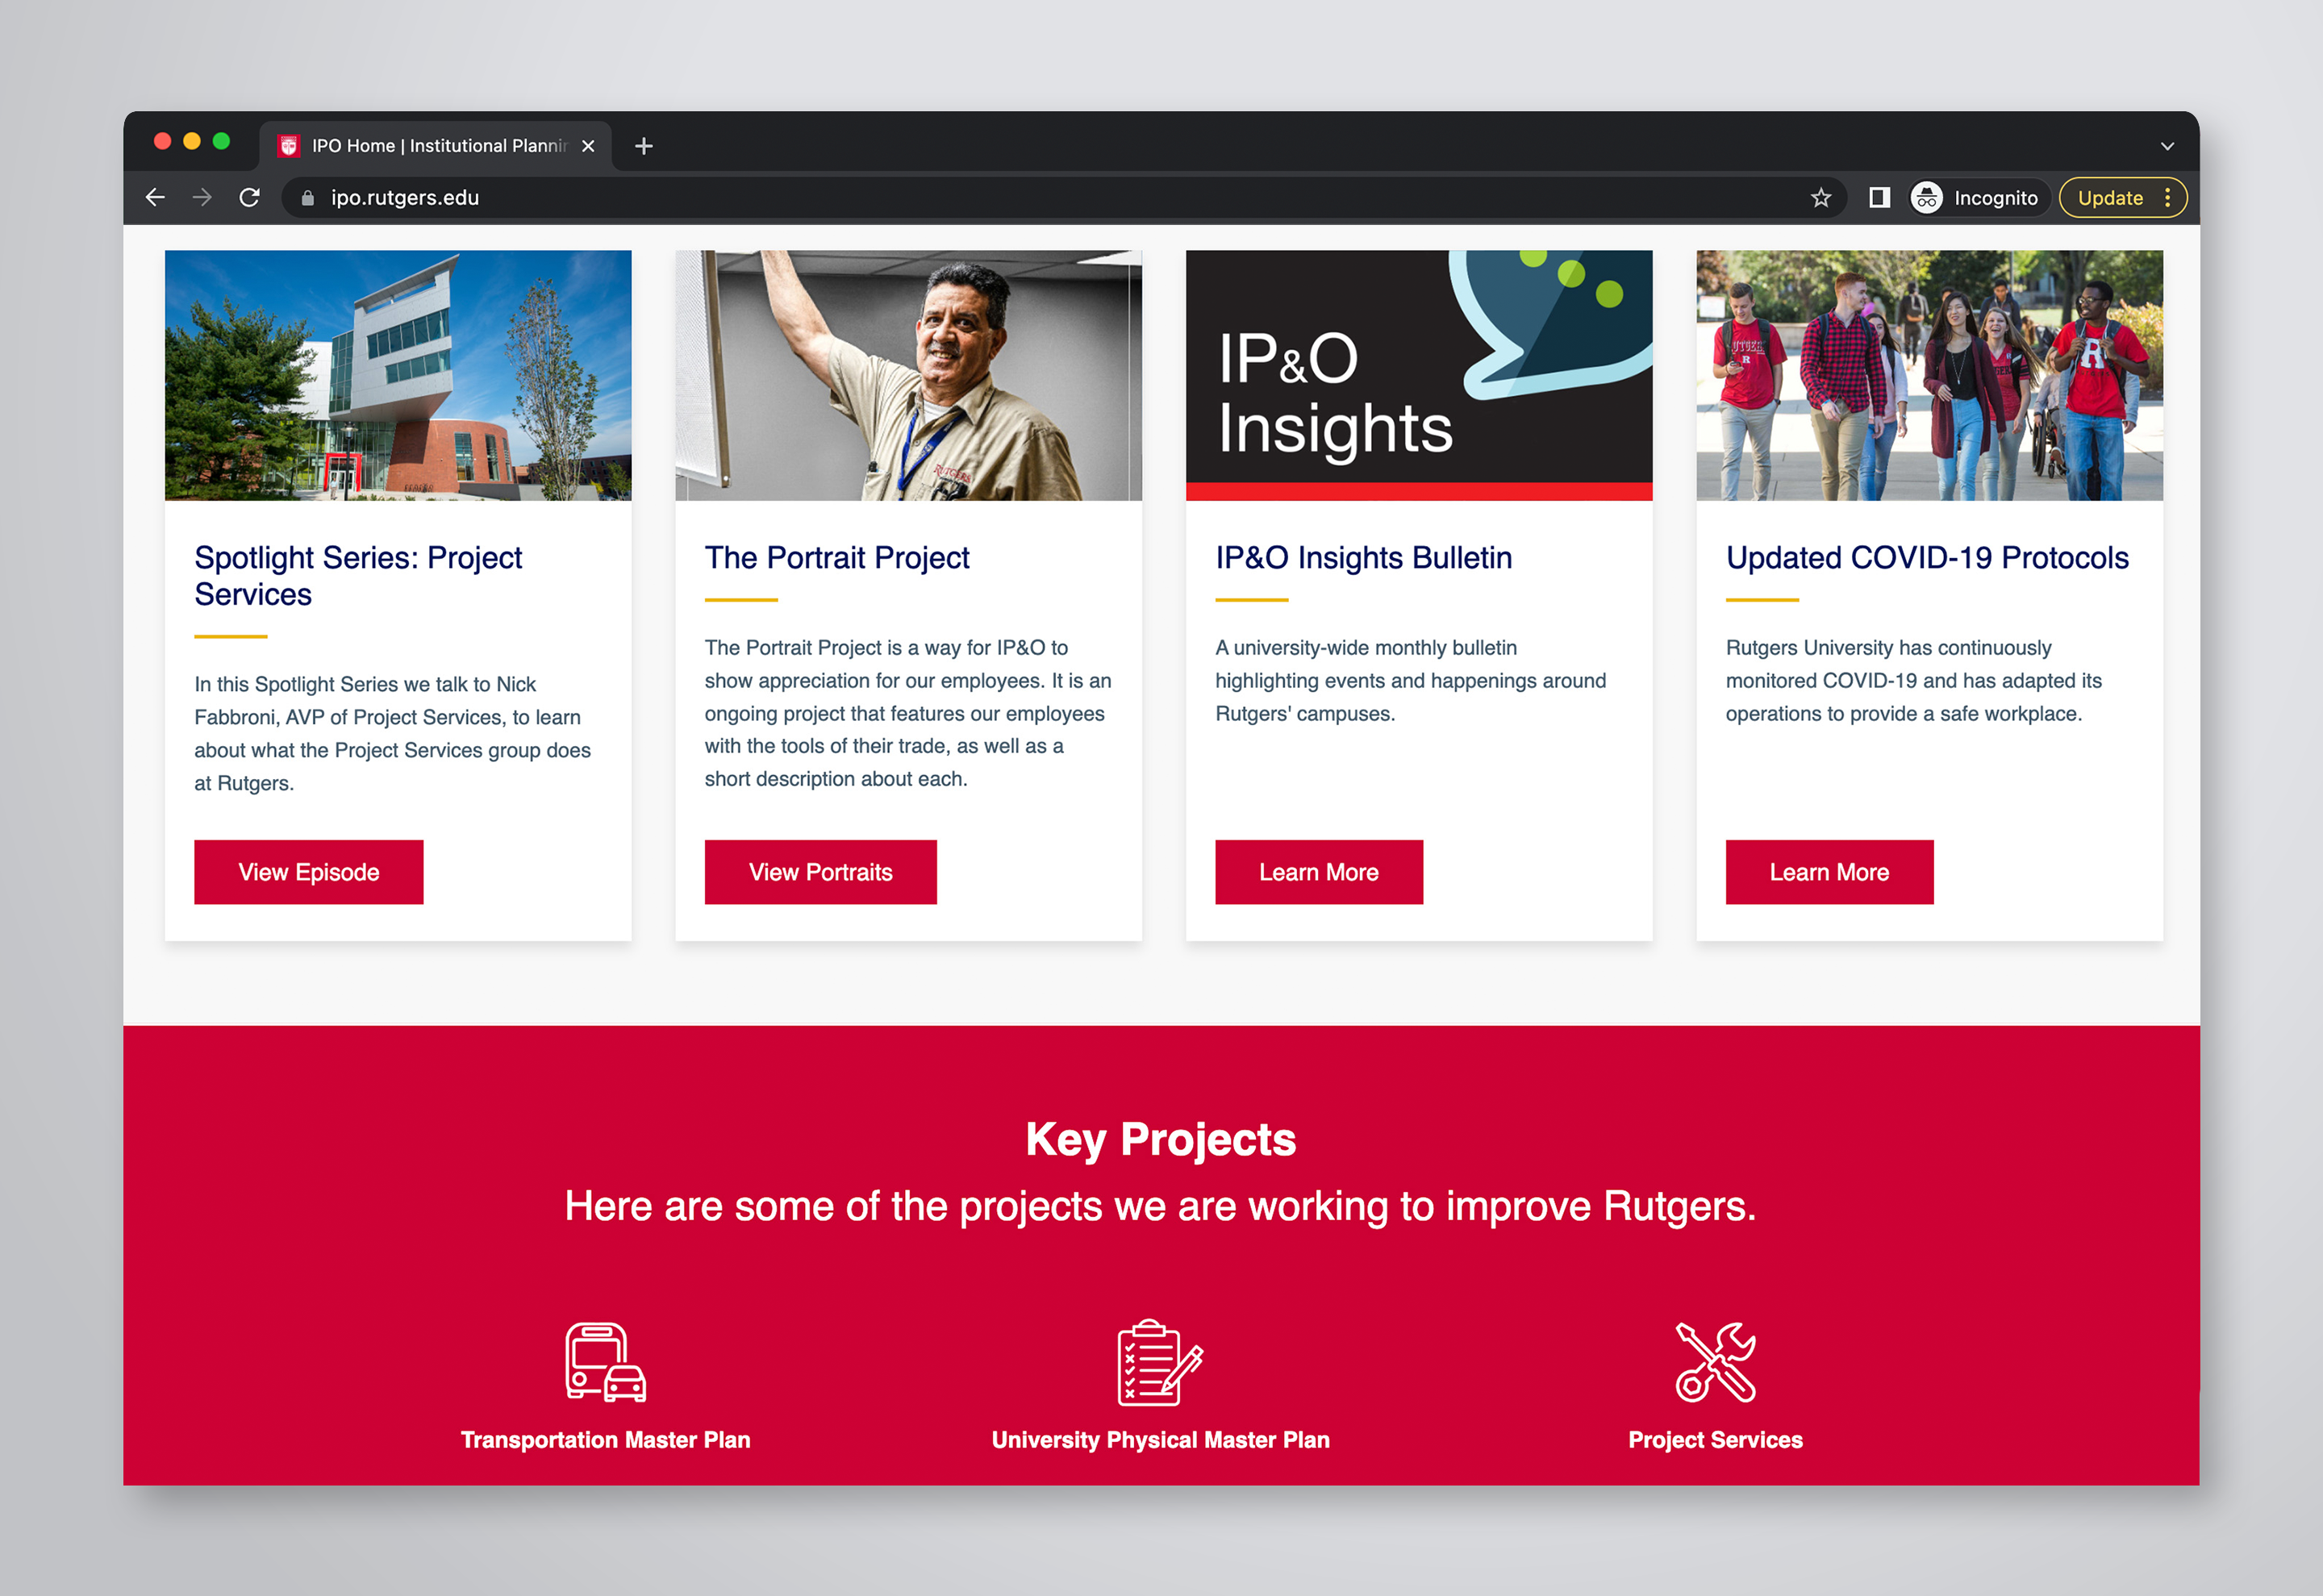 IPO Home | Institutional Plannin
ipo.rutgers.edu
Incognito
Update
RUTGERS
IP&O
Insights
R
R
Spotlight Series: Project
Services
In this Spotlight Series we talk to Nick
Fabbroni, AVP of Project Services, to learn
about what the Project Services group does
at Rutgers.
View Episode
The Portrait Project
The Portrait Project is a way for IP&O to
show appreciation for our employees. It is an
ongoing project that features our employees
with the tools of their trade, as well as a
short description about each.
View Portraits
IP&O Insights Bulletin
A university-wide monthly bulletin
highlighting events and happenings around
Rutgers' campuses.
Learn More
Updated COVID-19 Protocols
Rutgers University has continuously
monitored COVID-19 and has adapted its
operations to provide a safe workplace.
Learn More
Key Projects
Here are some of the projects we are working to improve Rutgers.
Transportation Master Plan
University Physical Master Plan
Project Services